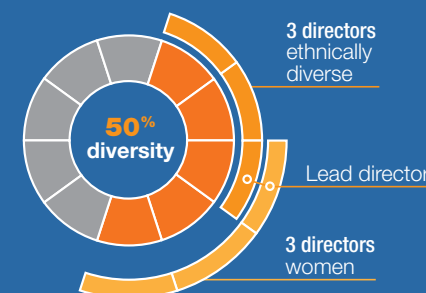 3 directors
ethnically
diverse
50%
diversity
Lead director
3 directors
women